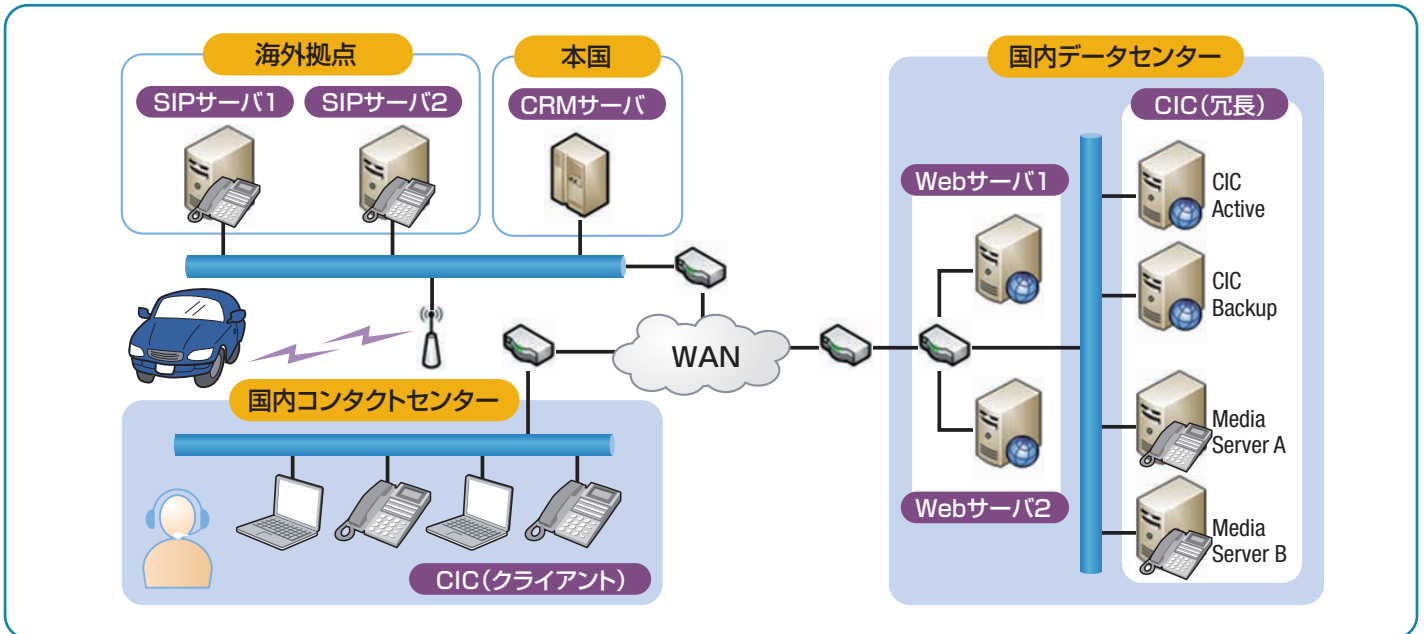 海外拠点
SIPサーバ1
SIPサーバ2
本国
CRMサーバ
国内データセンター
CIC(冗長)
Webサーバ1
CIC
Active
CIC
Backup
WAN
国内コンタクトセンター
Media
Server A
Webサーバ2
Media
Server B
CIC(クライアント)